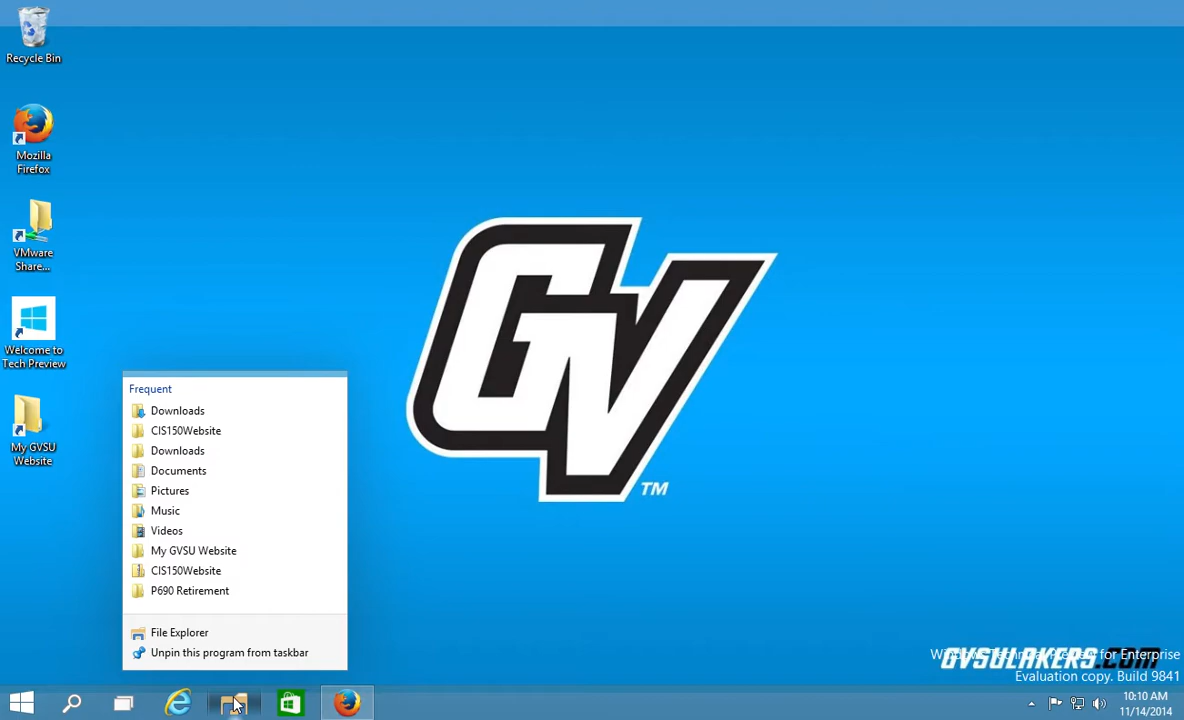 Recycle Bin
Mozilla
Firefox
VMware
Share...
Welcome to
Tech Preview
My GVSU
Website
GV
TM
Frequent
Downloads
CIS150Website
Downloads
Documents
Pictures
Music
Videos
My GVSU Website
CIS150Website
P690 Retirement
File Explorer
Unpin this program from taskbar
for Enterprise
GVSULAKERS.COM
Evaluation copy. Build 9841
10:10 AM
11/14/2014